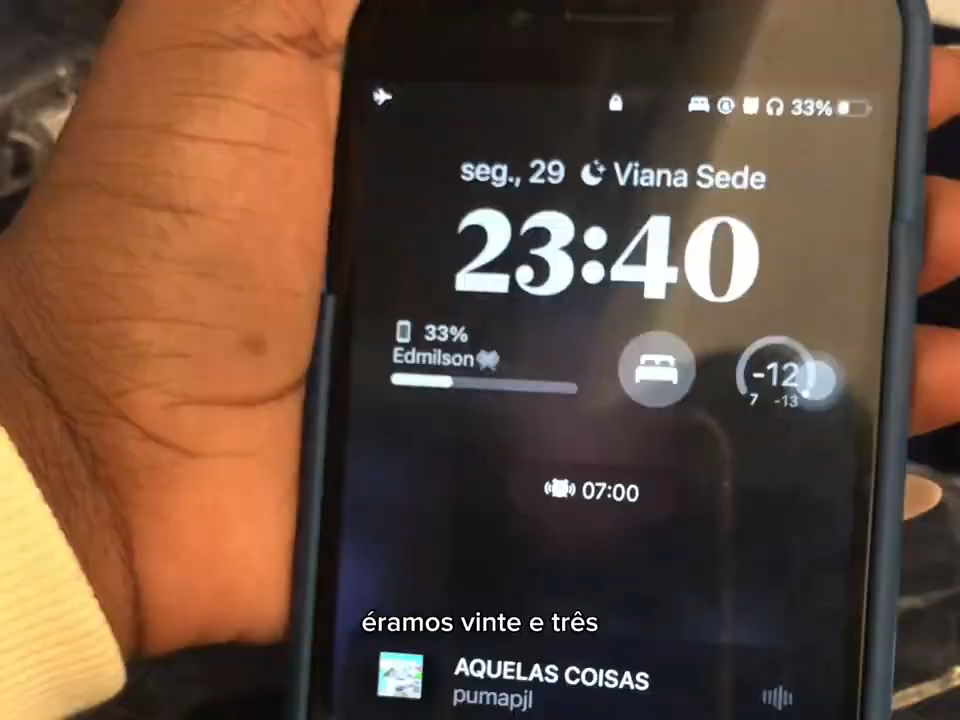 33%
seg., 29 Viana Sede
23:40
33%
Edmilson
-12
7 -13
07:00
éramos vinte e três
AQUELAS COISAS
pumapjl